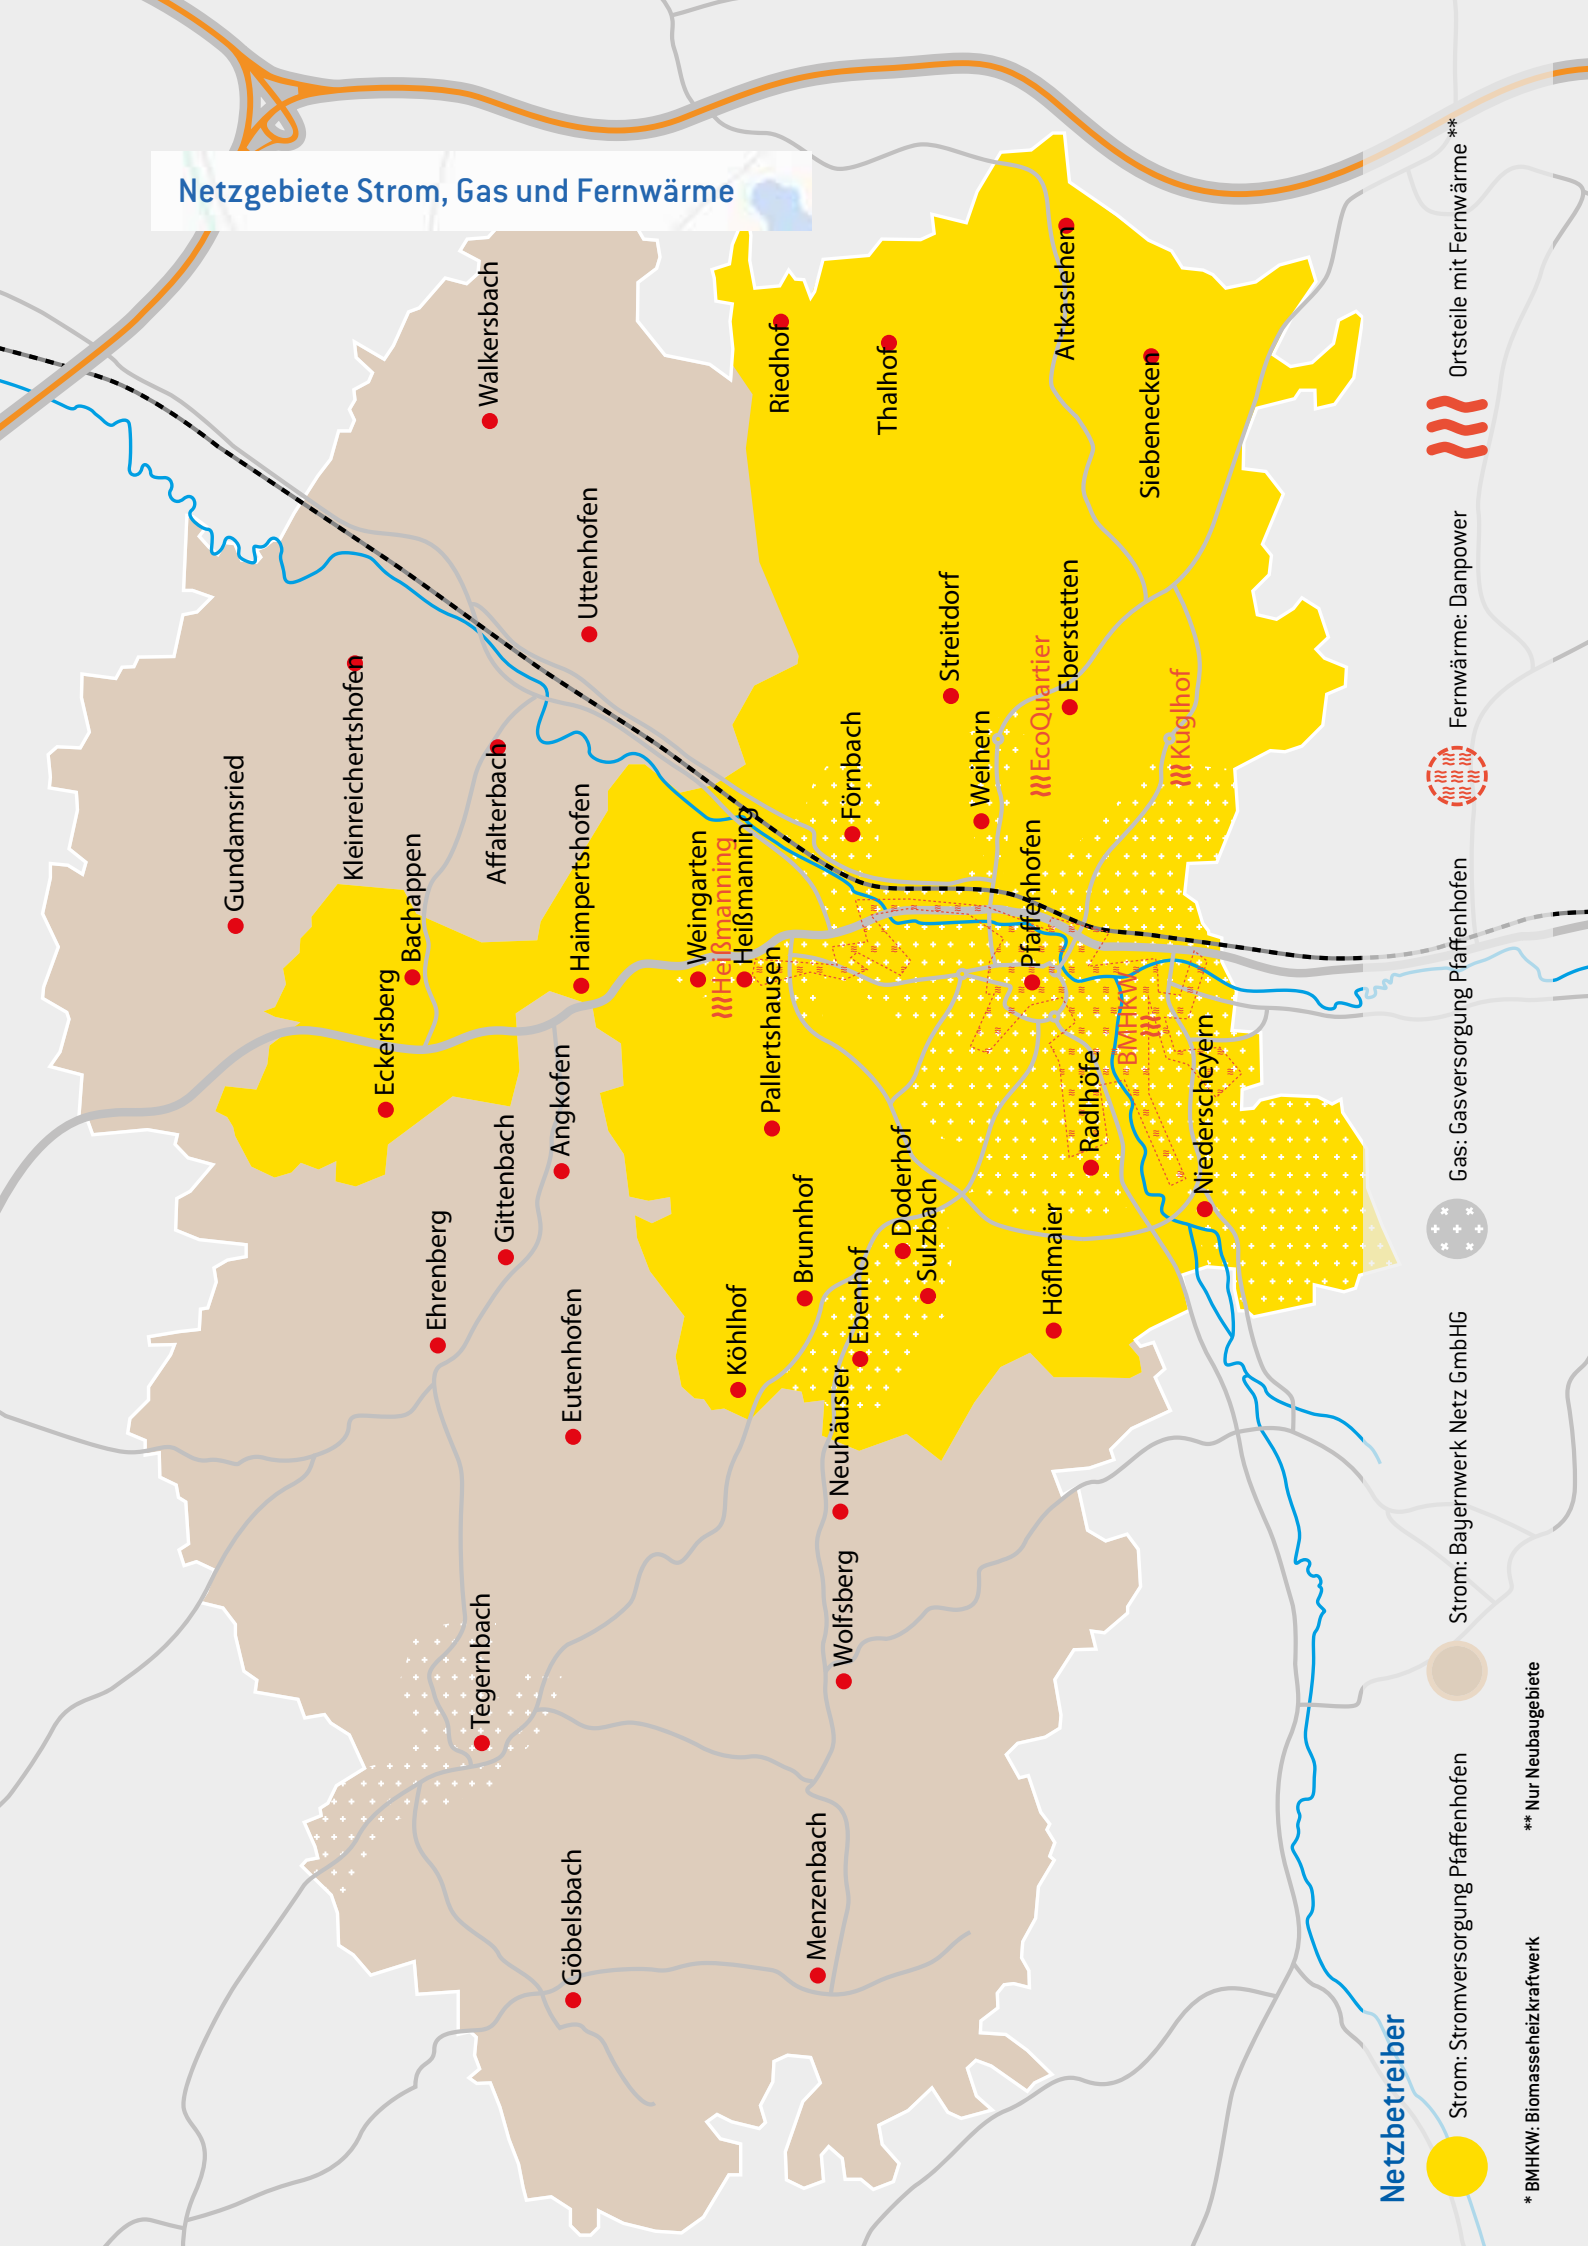 Netzgebiete Strom, Gas und Fernwärme
Walkersbach
Uttenhofen
Riedhof
Thalhof
Altkaslehen
Siebenecken
Gundamsried
Kleinreichertshofen
Affalterbach
Bachappen
Haimpertshofen
Eckersberg
Weingarten
Heißmanning
Heißmanning
Pallertshausen
Förnbach
Streitdorf
Weihern
EcoQuartier
Eberstetten
Kuglhof
Pfaffenhofen
BMHKW
Radlhöfe
Niederscheyern
Angkofen
Gittenbach
Ehrenberg
Eutenhofen
Köhlhof
Brunnhof
Doderhof
Sulzbach
Ebenhof
Neuhäusler
Höflmaier
Wolfsberg
Tegernbach
Göbelsbach
Menzenbach
Netzbetreiber
Strom: Stromversorgung Pfaffenhofen
Strom: Bayernwerk Netz GmbHG
Gas: Gasversorgung Pfaffenhofen
Fernwärme: Danpower
Ortsteile mit Fernwärme **
* BMHKW: Biomasseheizkraftwerk
** Nur Neubaugebiete